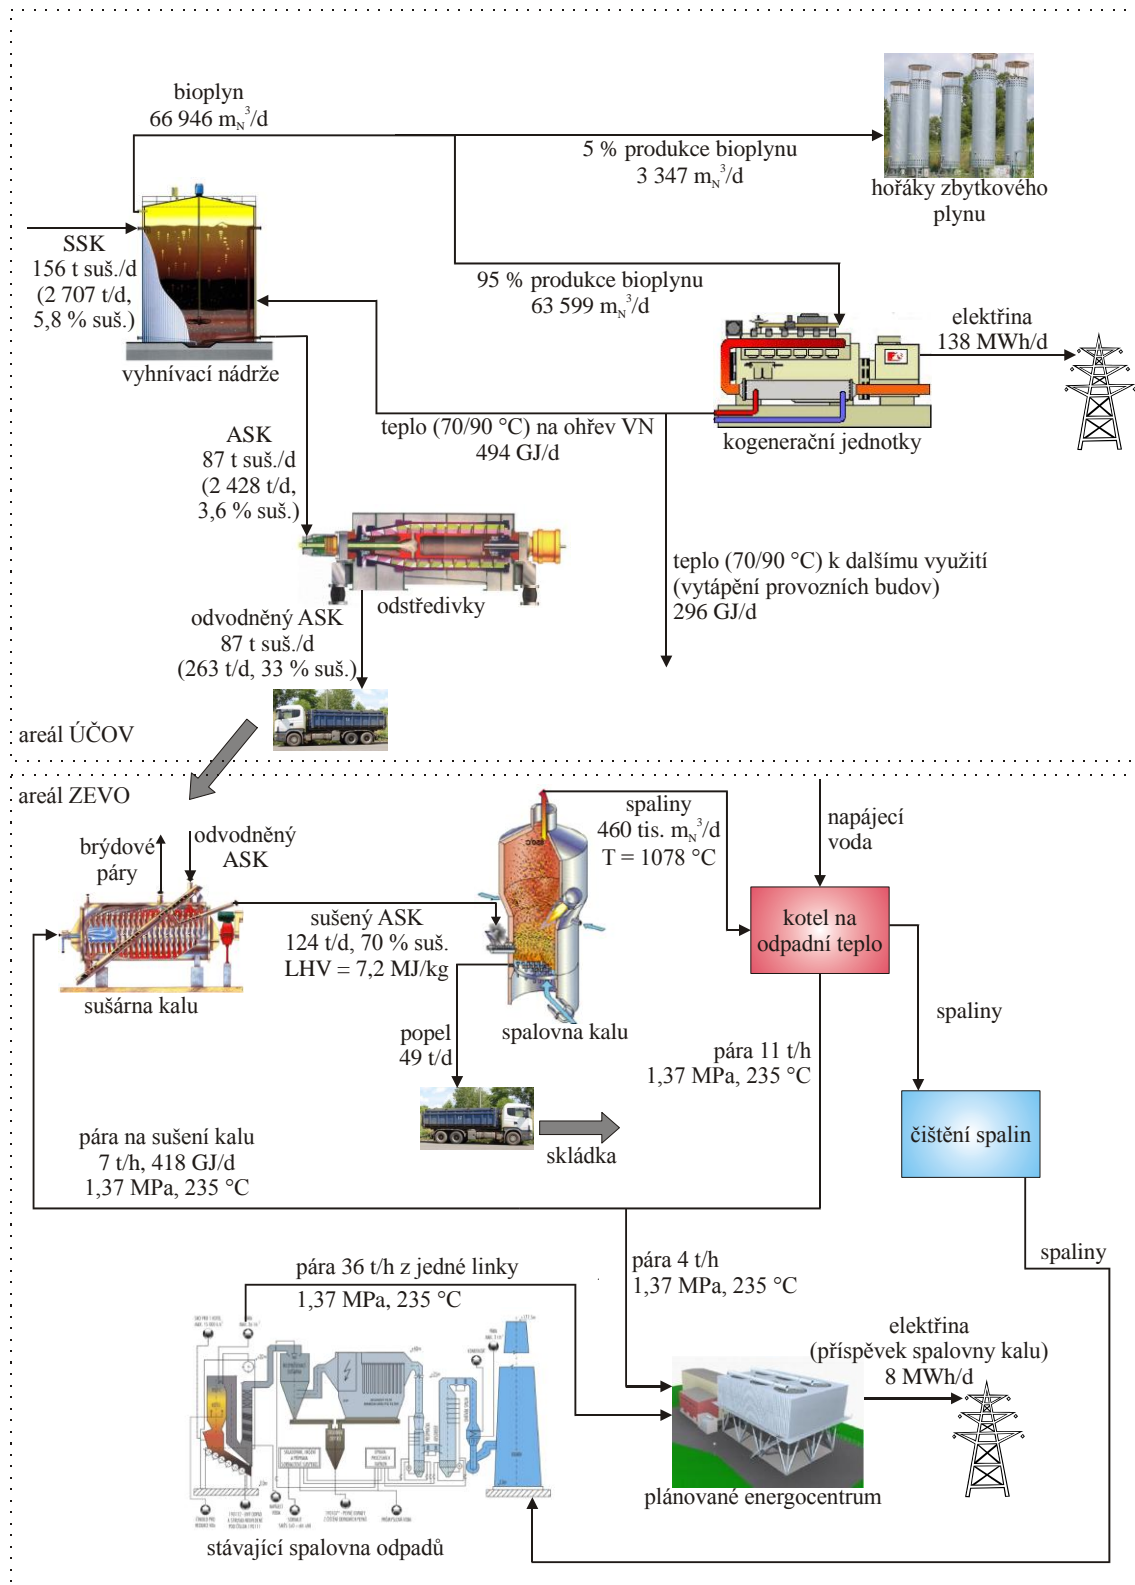 bioplyn
66 946 m_N^3/d
5 % produkce bioplynu
3 347 m_N^3/d
hořáky zbytkového
plynu
SSK
156 t suš./d
(2 707 t/d,
5,8 % suš.)
vyhnívací nádrže
95 % produkce bioplynu
63 599 m_N^3/d
elektřina
138 MWh/d
kogenerační jednotky
teplo (70/90 °C) na ohřev VN
494 GJ/d
ASK
87 t suš./d
(2 428 t/d,
3,6 % suš.)
odstředivky
teplo (70/90 °C) k dalšímu využití
(vytápění provozních budov)
296 GJ/d
odvodněný ASK
87 t suš./d
(263 t/d, 33 % suš.)
areál ÚČOV
areál ZEVO
brýdové
páry
odvodněný
ASK
sušárna kalu
sušený ASK
124 t/d, 70 % suš.
LHV = 7,2 MJ/kg
spaliny
460 tis. m_N^3/d
T = 1078 °C
napájecí
voda
kotel na
odpadní teplo
spalovna kalu
popel
49 t/d
skládka
pára 11 t/h
1,37 MPa, 235 °C
spaliny
čištění spalin
pára na sušení kalu
7 t/h, 418 GJ/d
1,37 MPa, 235 °C
spaliny
pára 36 t/h z jedné linky
1,37 MPa, 235 °C
pára 4 t/h
1,37 MPa, 235 °C
elektřina
(příspěvek spalovny kalu)
8 MWh/d
plánované energocentrum
stávající spalovna odpadů